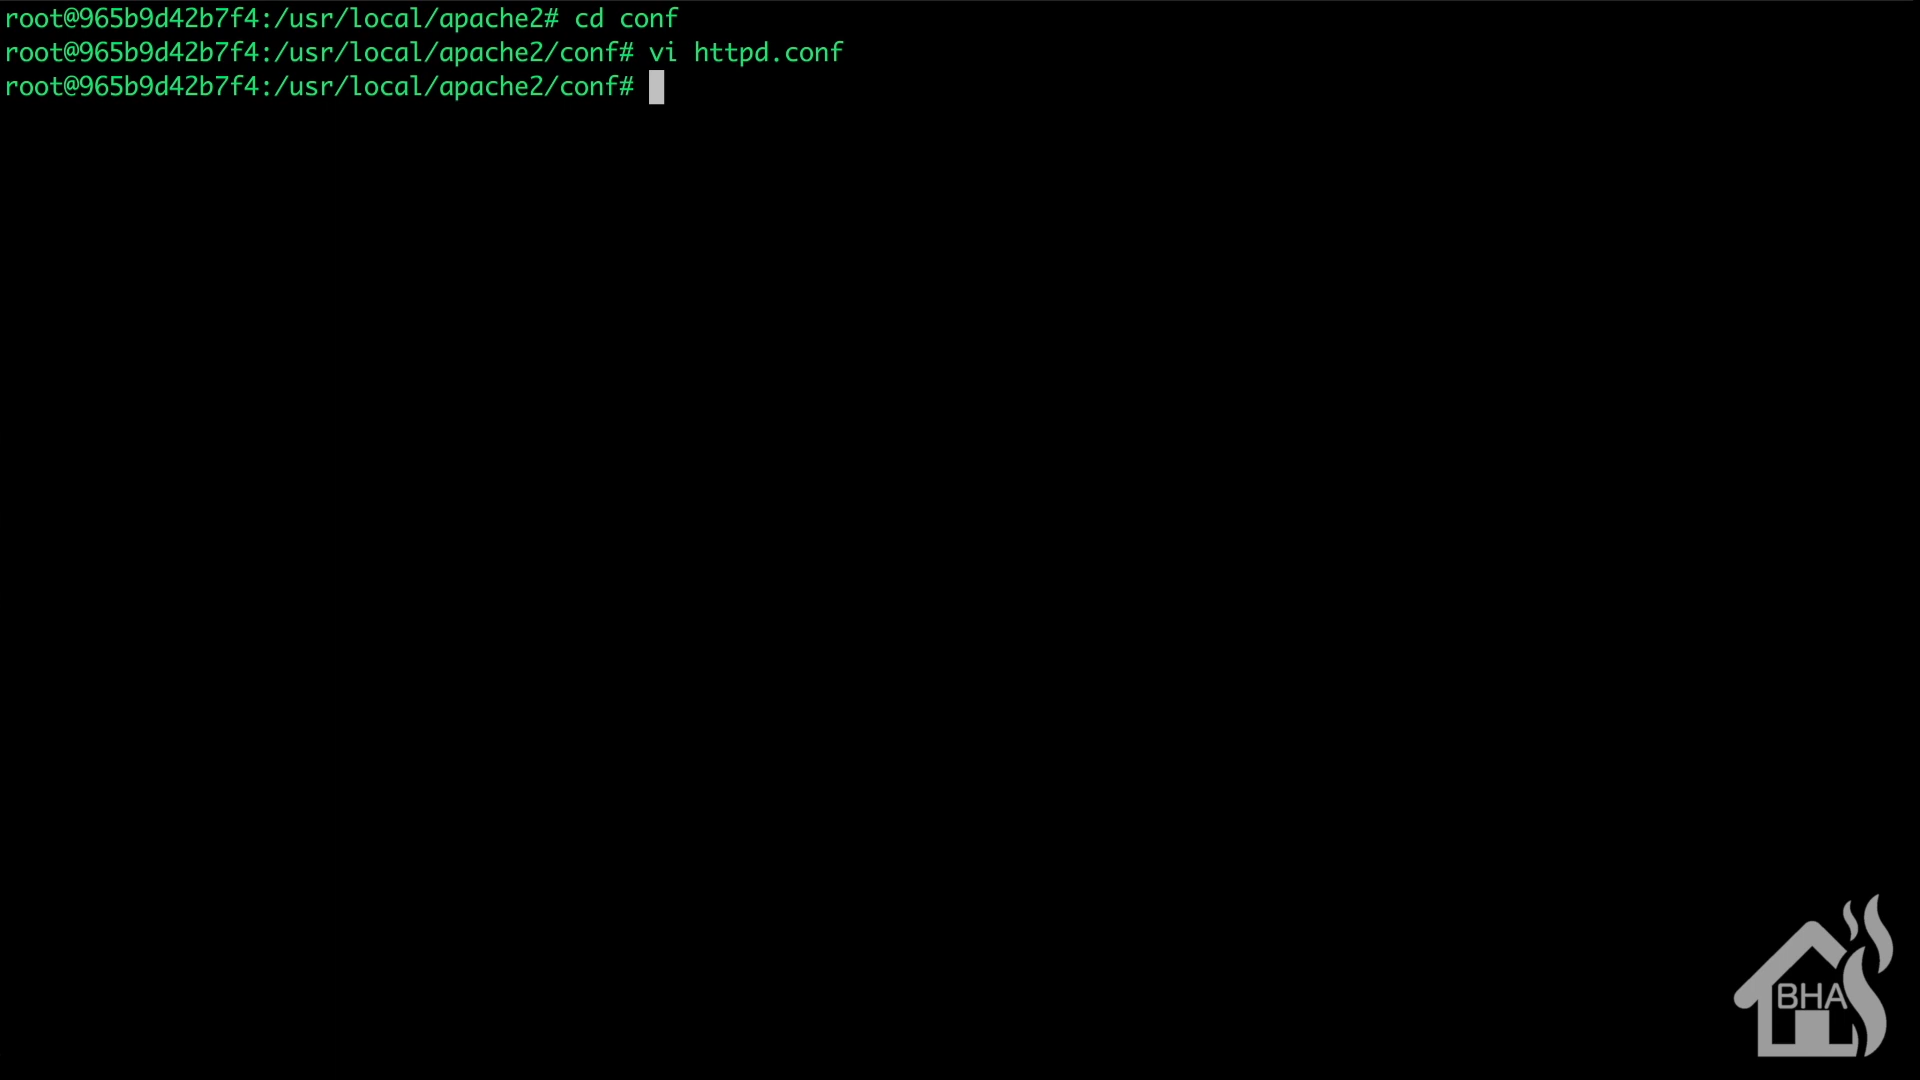 root@965b9d42b7f4:/usr/local/apache2# cd conf
root@965b9d42b7f4:/usr/local/apache2/conf# vi httpd.conf
root@965b9d42b7f4:/usr/local/apache2/conf#
BHA